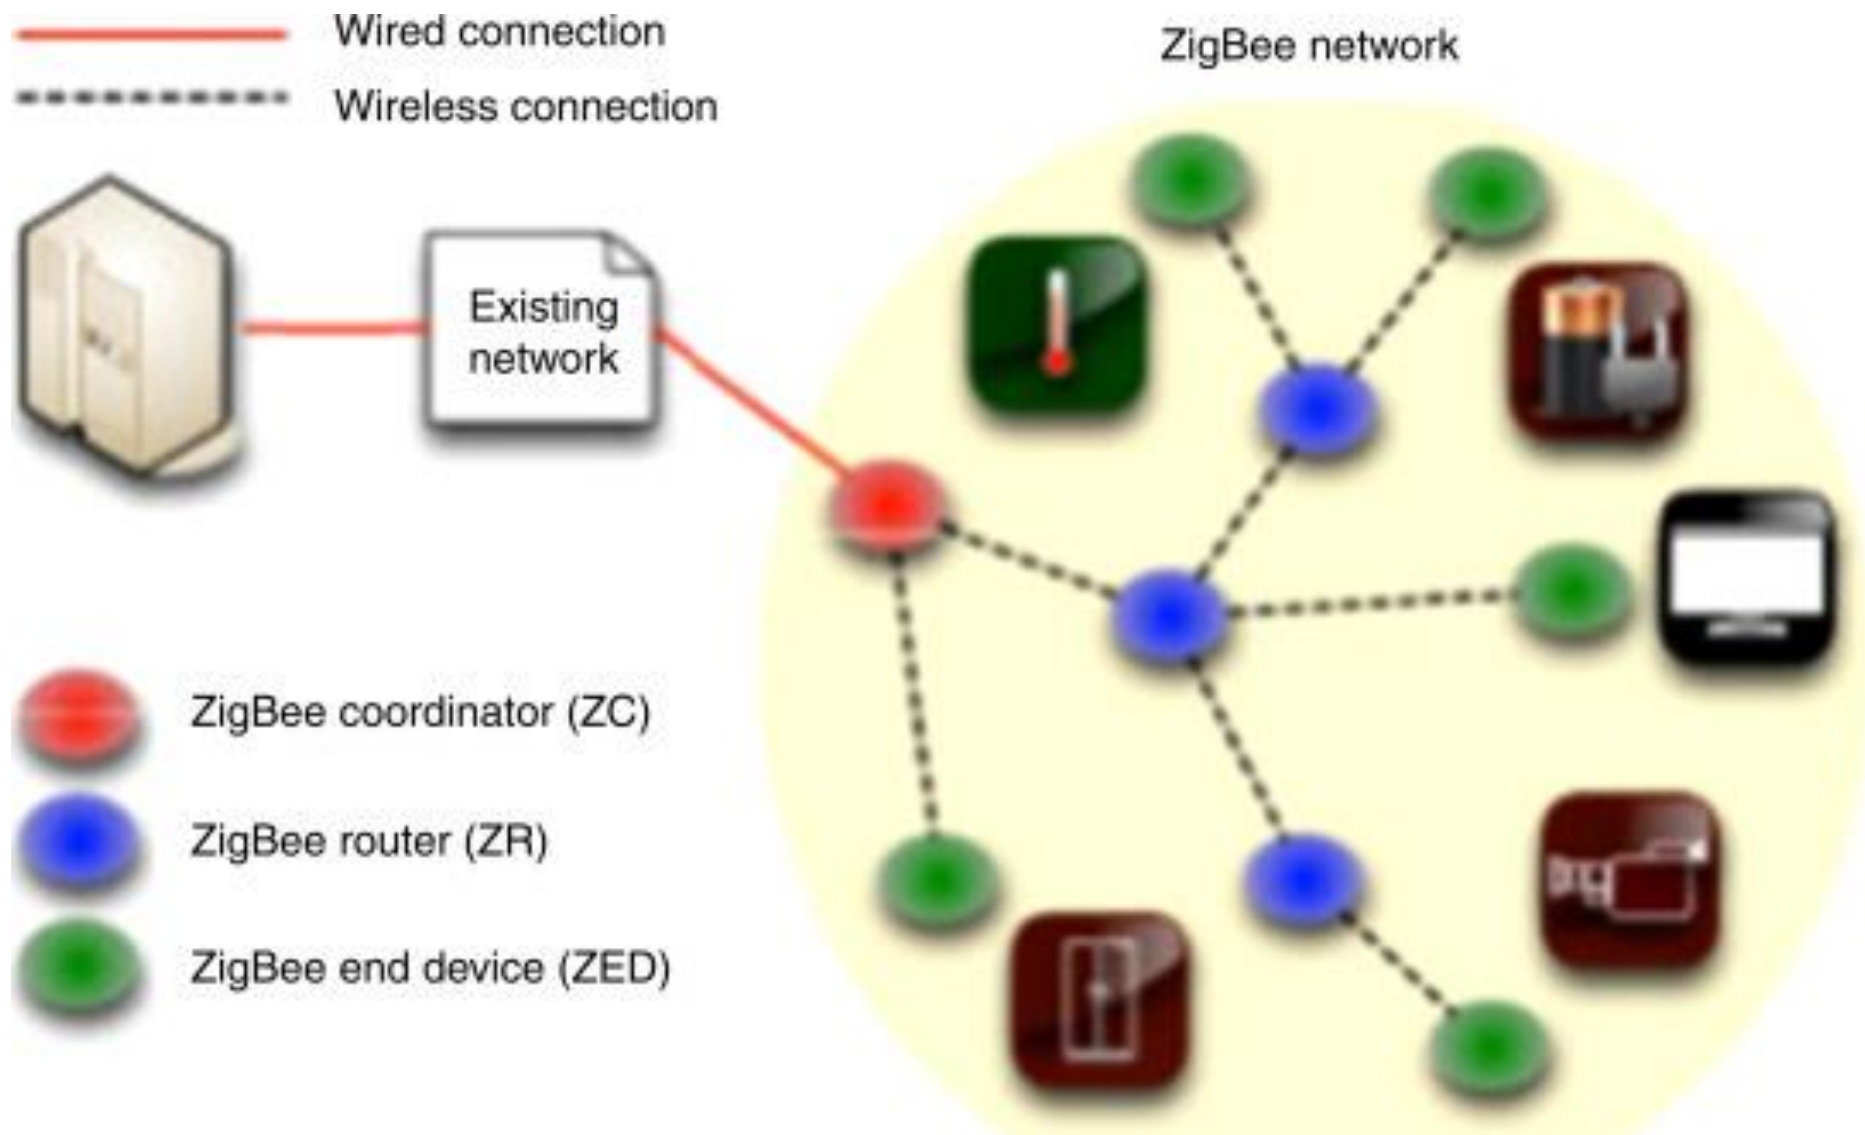 Wired connection
Wireless connection
ZigBee network
Existing
network
ZigBee coordinator (ZC)
ZigBee router (ZR)
ZigBee end device (ZED)